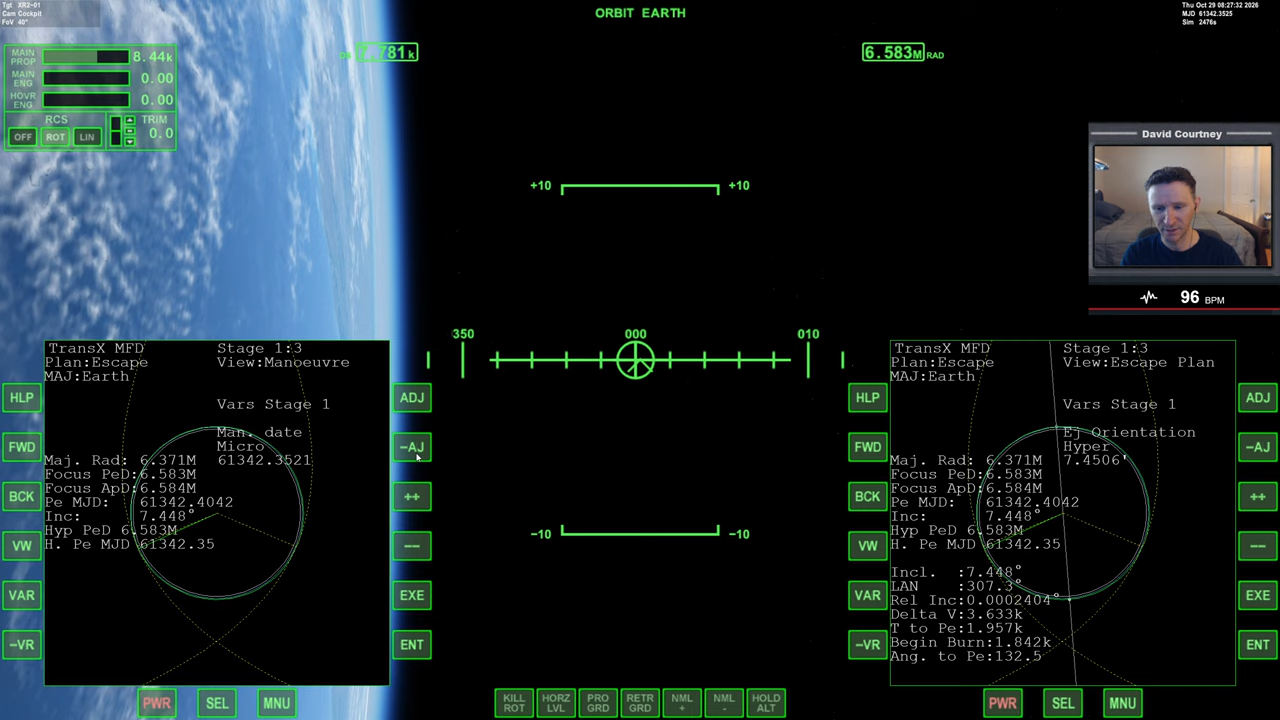 Tgt XR2-01
Cam Cockpit
FoV 40°
ORBIT EARTH
Thu Oct 29 08:27:32 2026
MJD 61342.3525
Sim 2476s
MAIN PROP 8.44k
MAIN ENG 0.00
HOVR ENG 0.00
RCS TRIM
OFF ROT LIN 0.0
OS 7.781k
6.583M RAD
David Courtney
96 BPM
+10 +10
350 000 010
-10 -10
TransX MFD Stage 1:3
Plan:Escape View:Manoeuvre
MAJ:Earth
Vars Stage 1
Man. date
Micro
Maj. Rad: 6.371M 61342.3521
Focus PeD:6.583M
Focus ApD:6.584M
Pe MJD: 61342.4042
Inc: 7.448°
Hyp PeD 6.583M
H. Pe MJD 61342.35
HLP
FWD
BCK
VW
VAR
-VR
ADJ
-AJ
++
--
EXE
ENT
PWR SEL MNU
KILL ROT
HORZ LVL
PRO GRD
RETR GRD
NML +
NML -
HOLD ALT
TransX MFD Stage 1:3
Plan:Escape View:Escape Plan
MAJ:Earth
Vars Stage 1
Ej Orientation
Hyper
Maj. Rad: 6.371M 7.4506'
Focus PeD:6.583M
Focus ApD:6.584M
Pe MJD: 61342.4042
Inc: 7.448°
Hyp PeD 6.583M
H. Pe MJD 61342.35
Incl. :7.448°
LAN :307.3°
Rel Inc:0.0002404°
Delta V:3.633k
T to Pe:1.957k
Begin Burn:1.842k
Ang. to Pe:132.5
HLP
FWD
BCK
VW
VAR
-VR
ADJ
-AJ
++
--
EXE
ENT
PWR SEL MNU